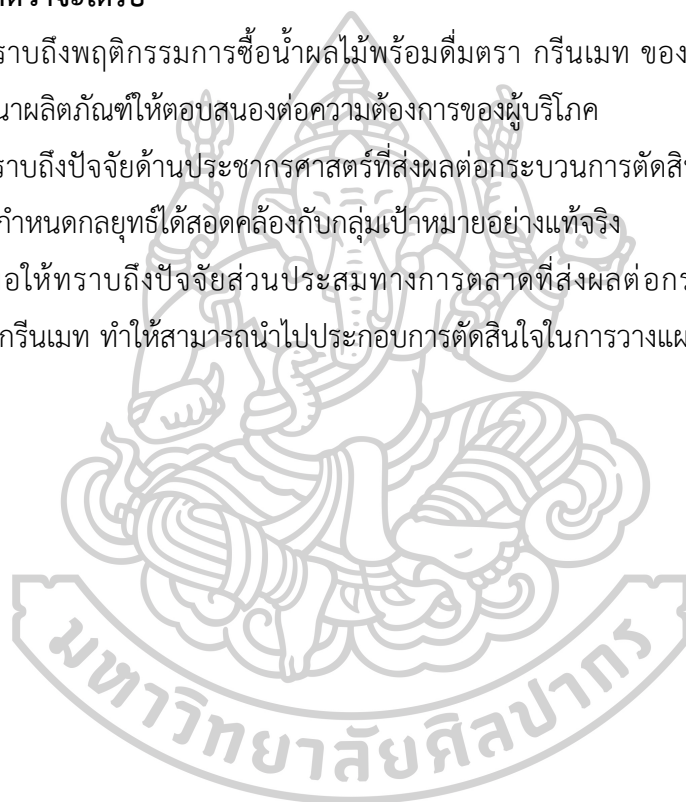 ว่าจะได้รับ
ราบถึงพฤติกรรมการซื้อน้ำผลไม้พร้อมดื่มตรา กรีนเมท ของ
นาผลิตภัณฑ์ให้ตอบสนองต่อความต้องการของผู้บริโภค
ราบถึงปัจจัยด้านประชากรศาสตร์ที่ส่งผลต่อกระบวนการตัดสิน
กำหนดกลยุทธ์ได้สอดคล้องกับกลุ่มเป้าหมายอย่างแท้จริง
อให้ทราบถึงปัจจัยส่วนประสมทางการตลาดที่ส่งผลต่อกร
กรีนเมท ทำให้สามารถนำไปประกอบการตัดสินใจในการวางแผ
มหาวิทยาลัยศิลปากร